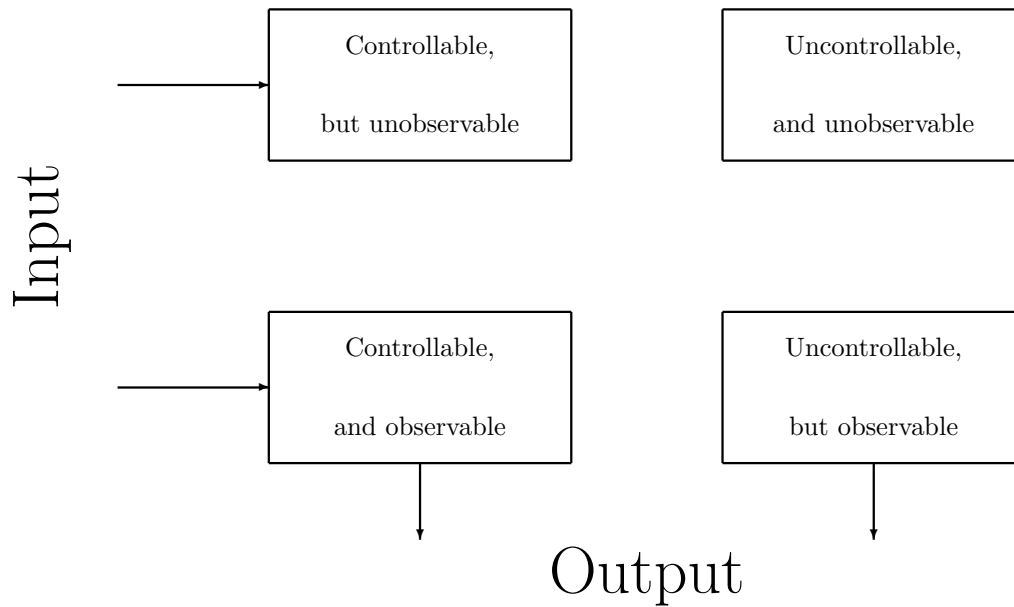 Controllable,
but unobservable
Uncontrollable,
and unobservable
Input
Controllable,
and observable
Uncontrollable,
but observable
Output